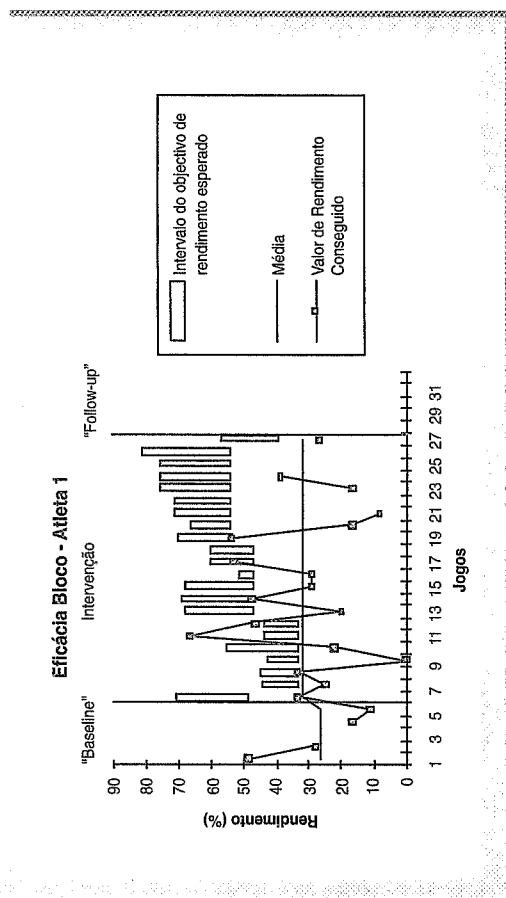 Eficácia Bloco - Atleta 1
"Baseline"
Intervenção
"Follow-up"
Rendimento (%)
90
80
70
60
50
40
30
20
10
0
1 3 5 7 9 11 13 15 17 19 21 23 25 27 29 31
Jogos
Intervalo do objectivo de
rendimento esperado
Média
Valor de Rendimento
Conseguido